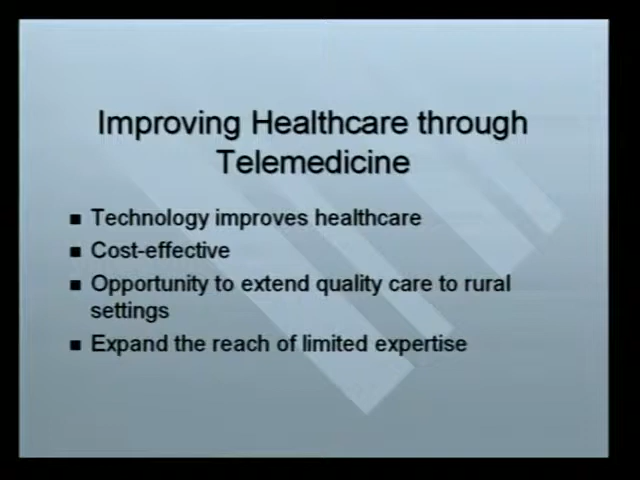 Improving Healthcare through
Telemedicine
Technology improves healthcare
Cost-effective
Opportunity to extend quality care to rural
settings
Expand the reach of limited expertise